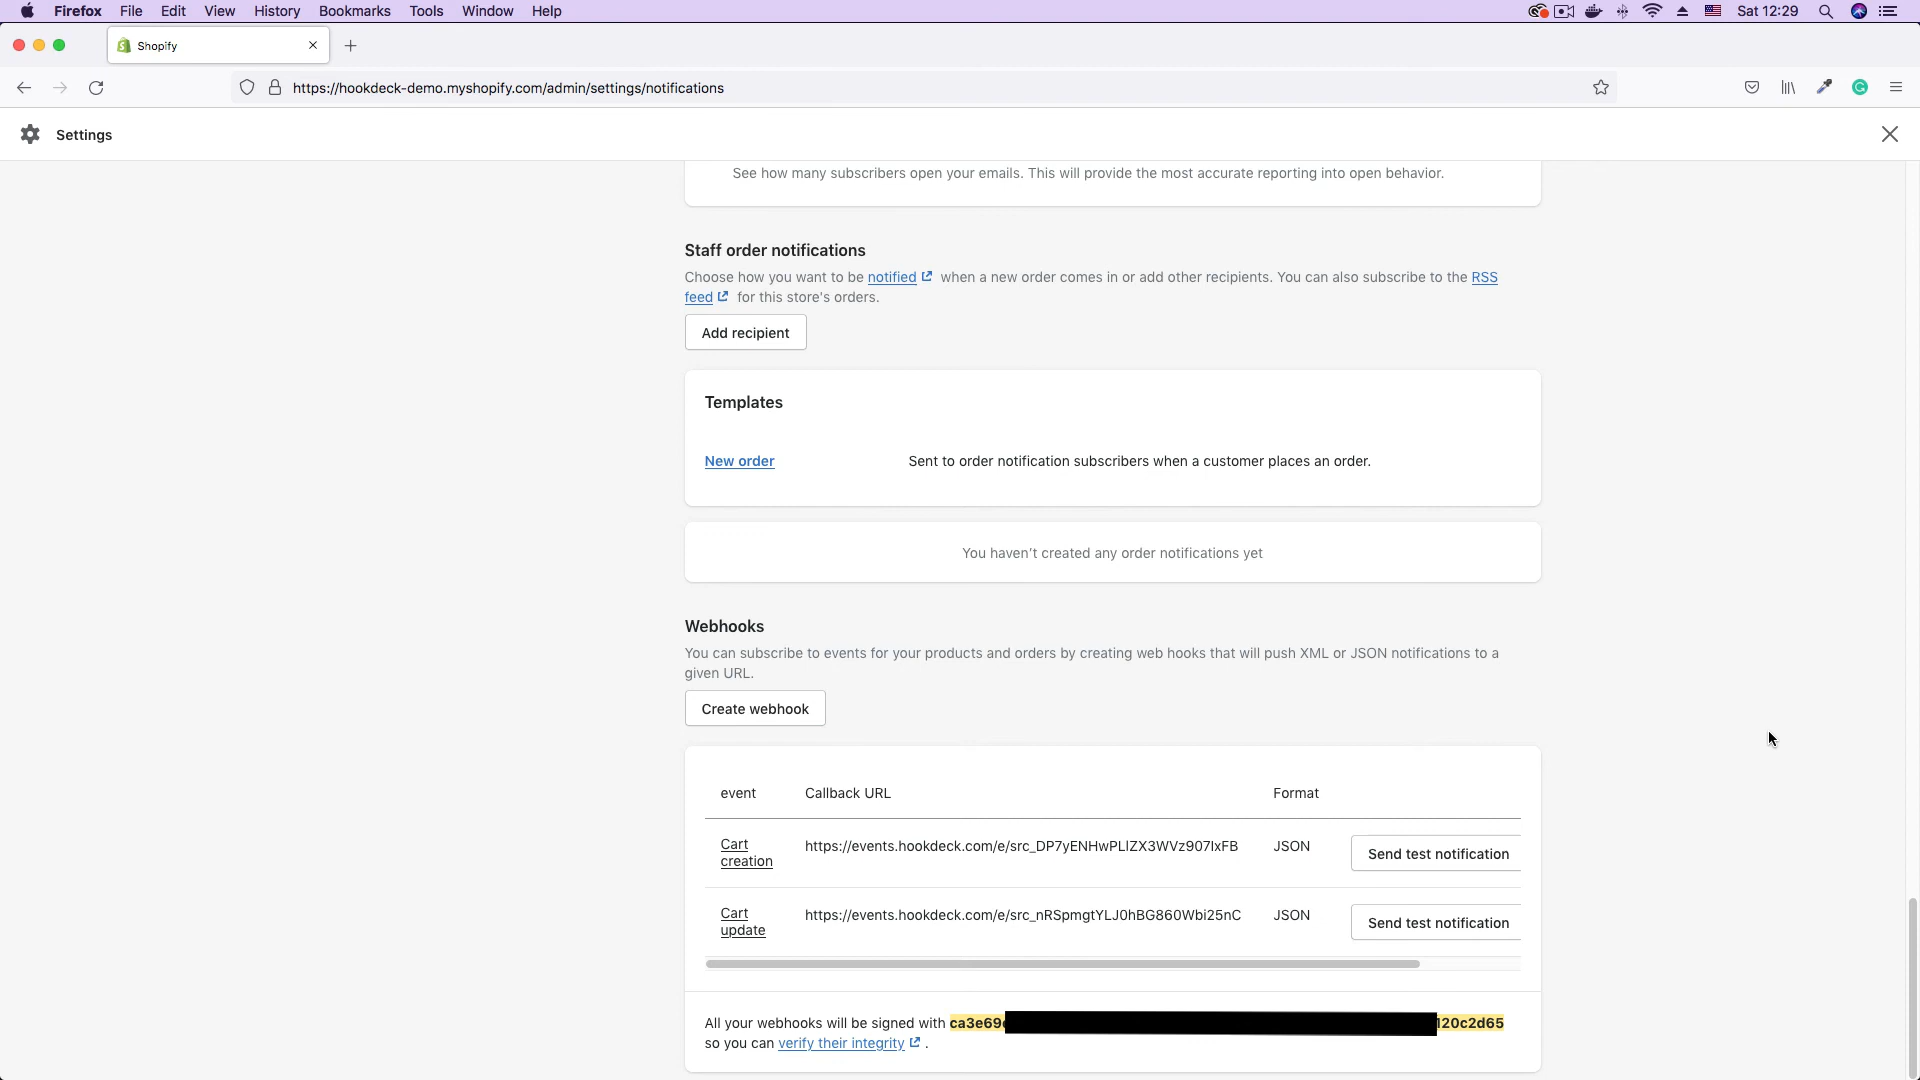 Firefox File Edit View History Bookmarks Tools Window Help Sat 12:29
Shopify
https://hookdeck-demo.myshopify.com/admin/settings/notifications
Settings
See how many subscribers open your emails. This will provide the most accurate reporting into open behavior.
Staff order notifications
Choose how you want to be notified when a new order comes in or add other recipients. You can also subscribe to the RSS
feed for this store's orders.
Add recipient
Templates
New order Sent to order notification subscribers when a customer places an order.
You haven't created any order notifications yet
Webhooks
You can subscribe to events for your products and orders by creating web hooks that will push XML or JSON notifications to a
given URL.
Create webhook
event Callback URL Format
Cart https://events.hookdeck.com/e/src_DP7yENHwPLIZX3WVz907IxFB JSON Send test notification
creation
Cart https://events.hookdeck.com/e/src_nRSpmgtYLJ0hBG860Wbi25nC JSON Send test notification
update
All your webhooks will be signed with ca3e69 120c2d65
so you can verify their integrity .